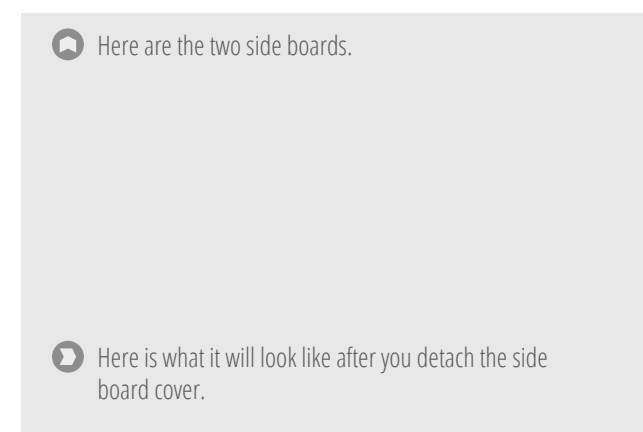 Here are the two side boards.
Here is what it will look like after you detach the side
board cover.